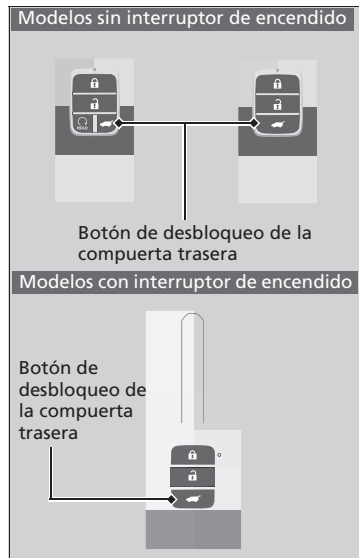 Modelos sin interruptor de encendido
HOLD
Botón de desbloqueo de la
compuerta trasera
Modelos con interruptor de encendido
Botón de
desbloqueo de
la compuerta
trasera